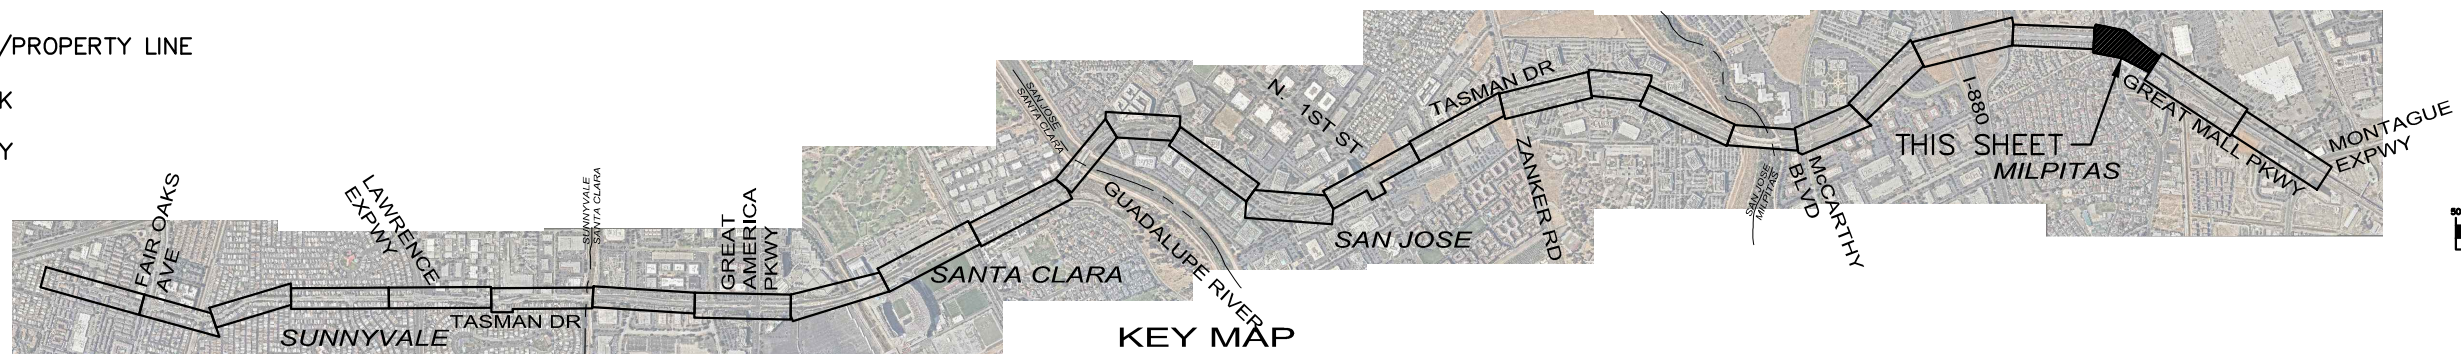 /PROPERTY LINE
K
Y
FAIR OAKS
AVE
LAWRENCE
EXPWY
SUNNYVALE
TASMAN DR
SUNNYVALE
SANTA CLARA
GREAT
AMERICA
PKWY
SANTA CLARA
SAN JOSE
SANTA CLARA
GUADALUPE RIVER
N. 1ST ST
SAN JOSE
TASMAN DR
ZANKER RD
SAN JOSE
MILPITAS
McCARTHY
BLVD
I-880
THIS SHEET
MILPITAS
GREAT MALL PKWY
MONTAGUE
EXPWY
50
KEY MAP